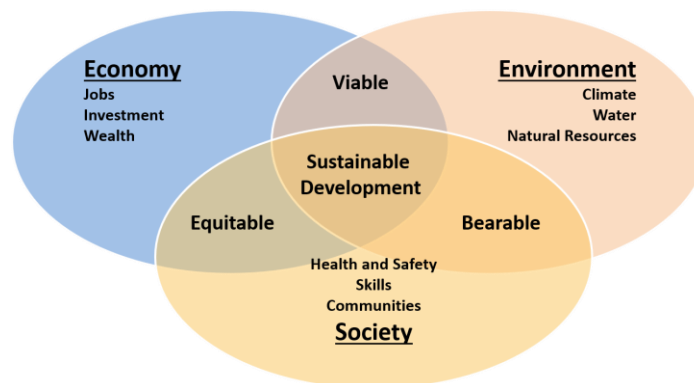 Economy
Jobs
Investment
Wealth
Viable
Environment
Climate
Water
Natural Resources
Sustainable
Development
Equitable
Bearable
Health and Safety
Skills
Communities
Society